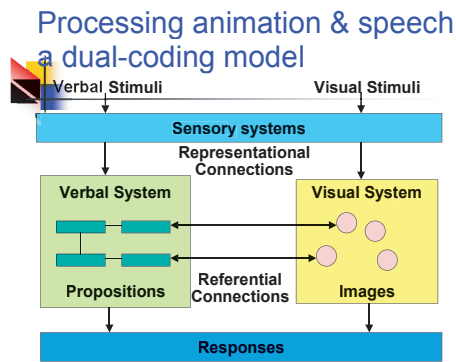 Processing animation & speech
a dual-coding model
Verbal Stimuli
Visual Stimuli
Sensory systems
Representational
Connections
Verbal System
Visual System
Referential
Connections
Propositions
Images
Responses